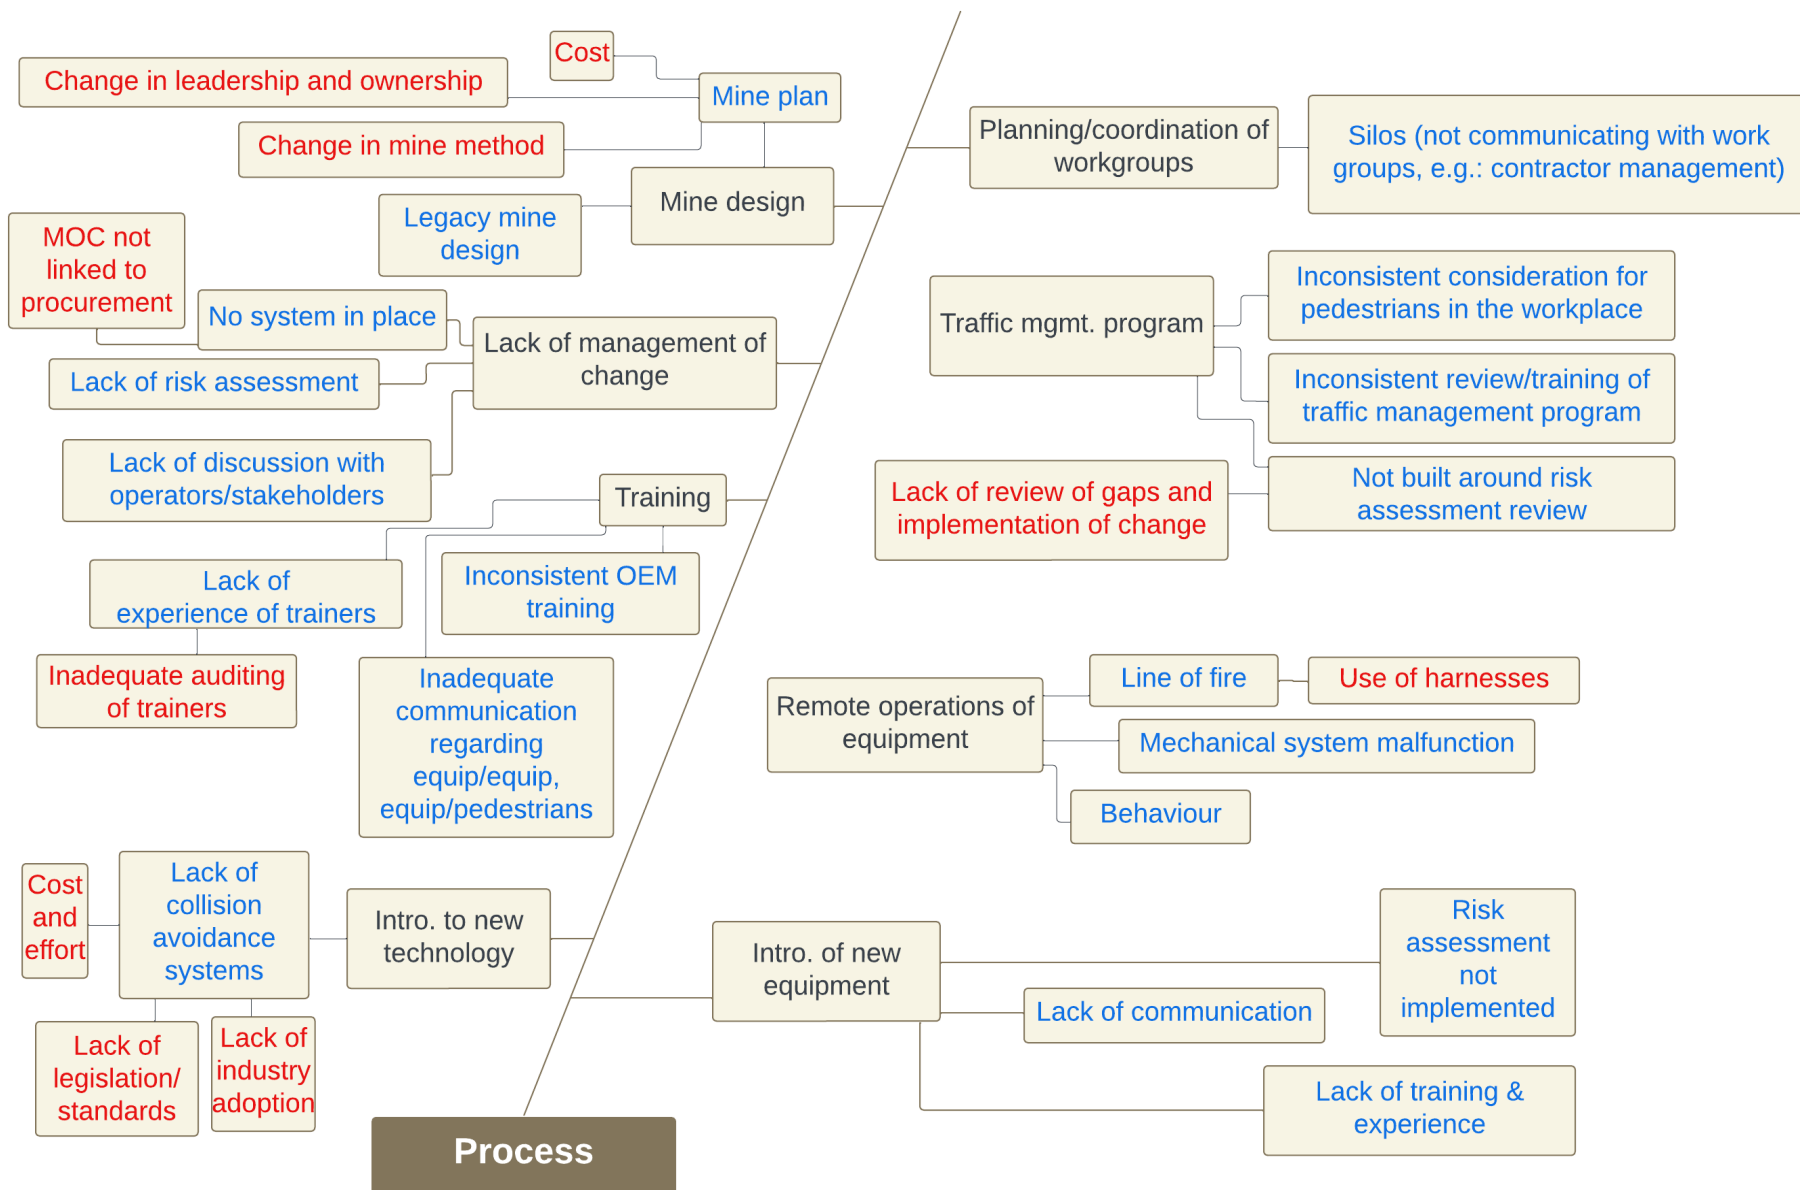 Cost
Change in leadership and ownership
Mine plan
Change in mine method
Mine design
Legacy mine
design
MOC not
linked to
procurement
No system in place
Lack of management of
change
Lack of risk assessment
Lack of discussion with
operators/stakeholders
Training
Lack of
experience of trainers
Inconsistent OEM
training
Inadequate auditing
of trainers
Inadequate
communication
regarding
equip/equip,
equip/pedestrians
Cost
and
effort
Lack of
collision
avoidance
systems
Intro. to new
technology
Lack of
legislation/
standards
Lack of
industry
adoption
Planning/coordination of
workgroups
Silos (not communicating with work
groups, e.g.: contractor management)
Traffic mgmt. program
Inconsistent consideration for
pedestrians in the workplace
Inconsistent review/training of
traffic management program
Lack of review of gaps and
implementation of change
Not built around risk
assessment review
Remote operations of
equipment
Line of fire
Use of harnesses
Mechanical system malfunction
Behaviour
Intro. of new
equipment
Risk
assessment
not
implemented
Lack of communication
Lack of training &
experience
Process